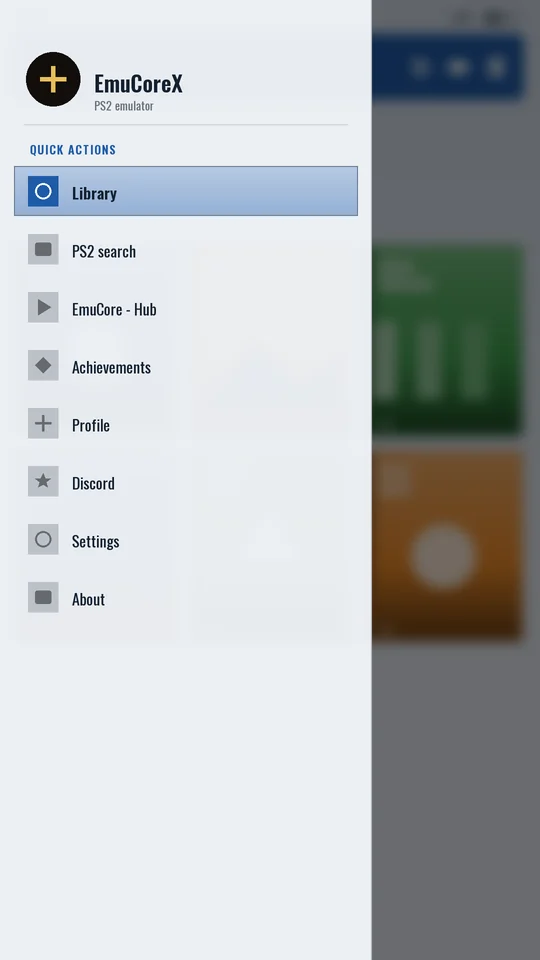 EmuCoreX
PS2 emulator
QUICK ACTIONS
Library
PS2 search
EmuCore - Hub
Achievements
Profile
Discord
Settings
About